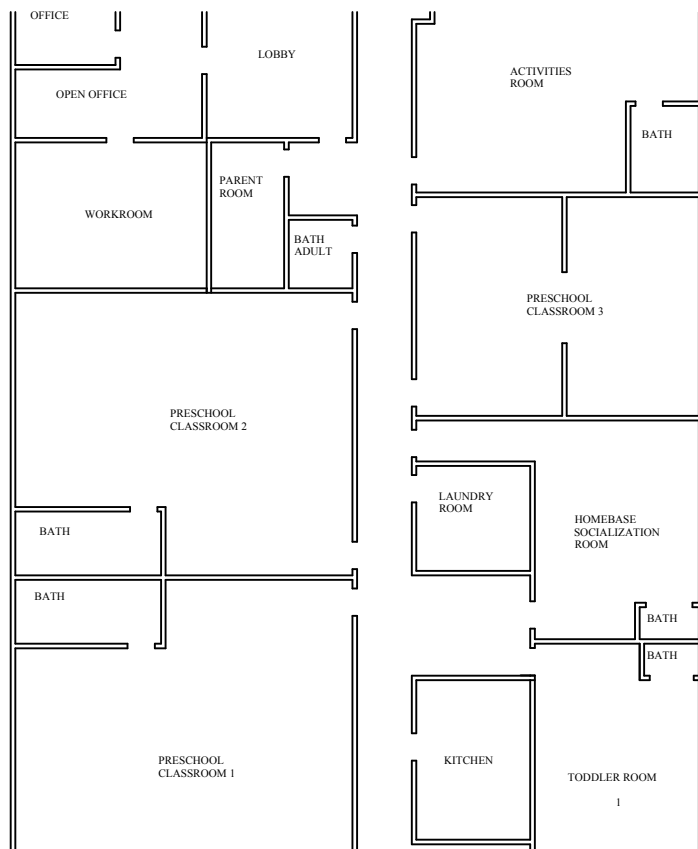 OFFICE
LOBBY
ACTIVITIES
ROOM
OPEN OFFICE
BATH
PARENT
ROOM
WORKROOM
BATH
ADULT
PRESCHOOL
CLASSROOM 3
PRESCHOOL
CLASSROOM 2
LAUNDRY
ROOM
HOMEBASE
SOCIALIZATION
ROOM
BATH
BATH
BATH
BATH
PRESCHOOL
CLASSROOM 1
KITCHEN
TODDLER ROOM
1